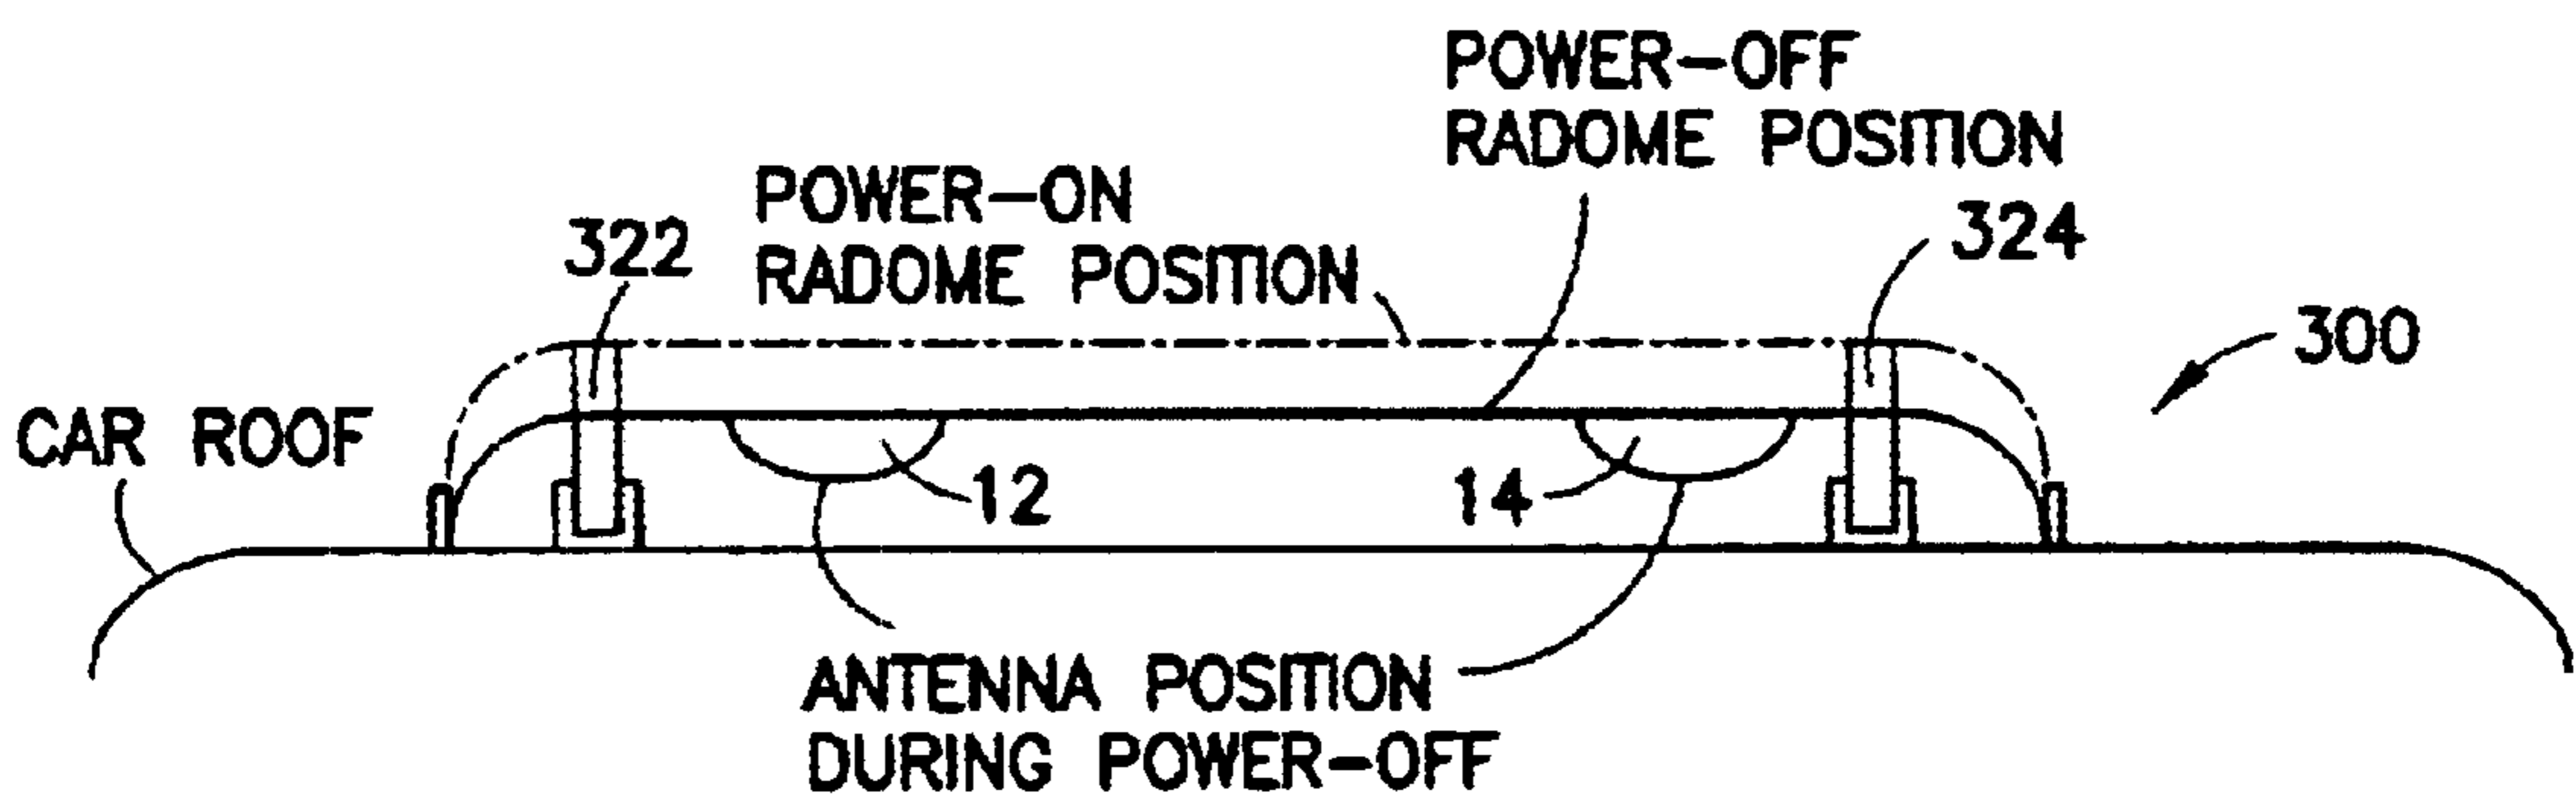 POWER-OFF
RADOME POSITION
POWER-ON
RADOME POSITION
322
324
300
CAR ROOF
12
14
ANTENNA POSITION
DURING POWER-OFF